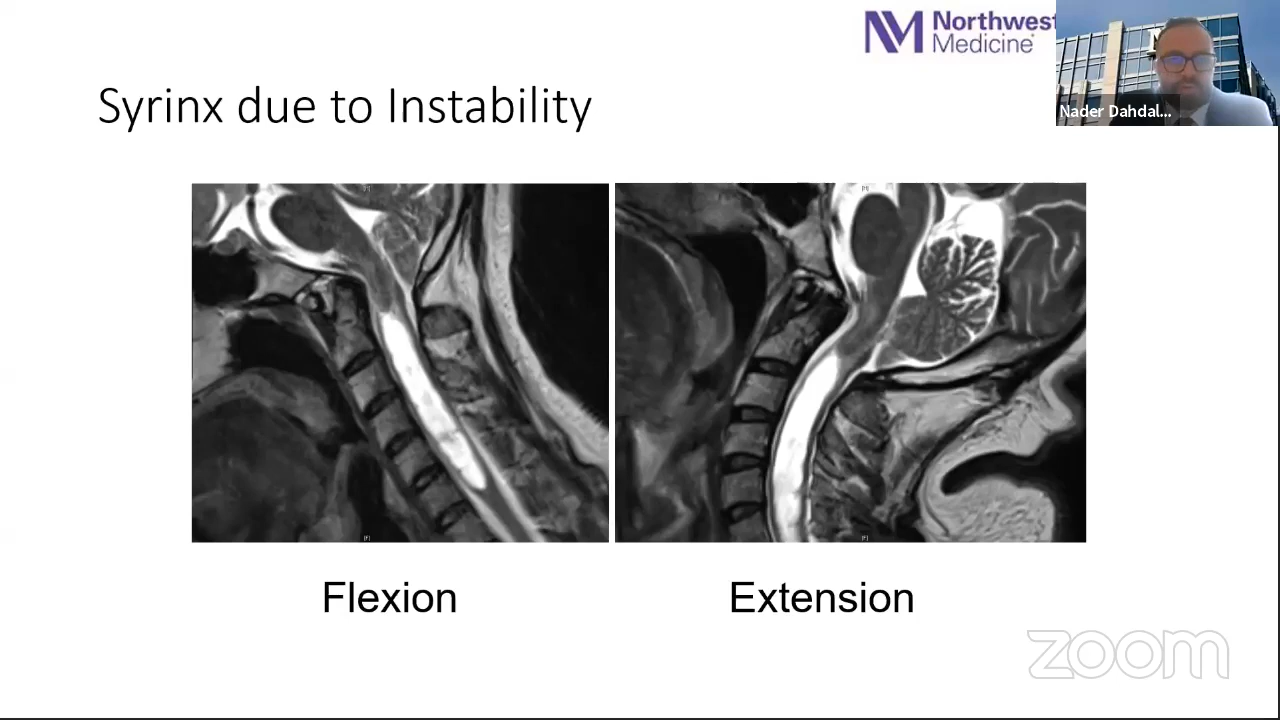 Northwest
Medicine
Nader Dahdal...
Syrinx due to Instability
[P]
[P]
[F]
[F]
Flexion
Extension
zoom